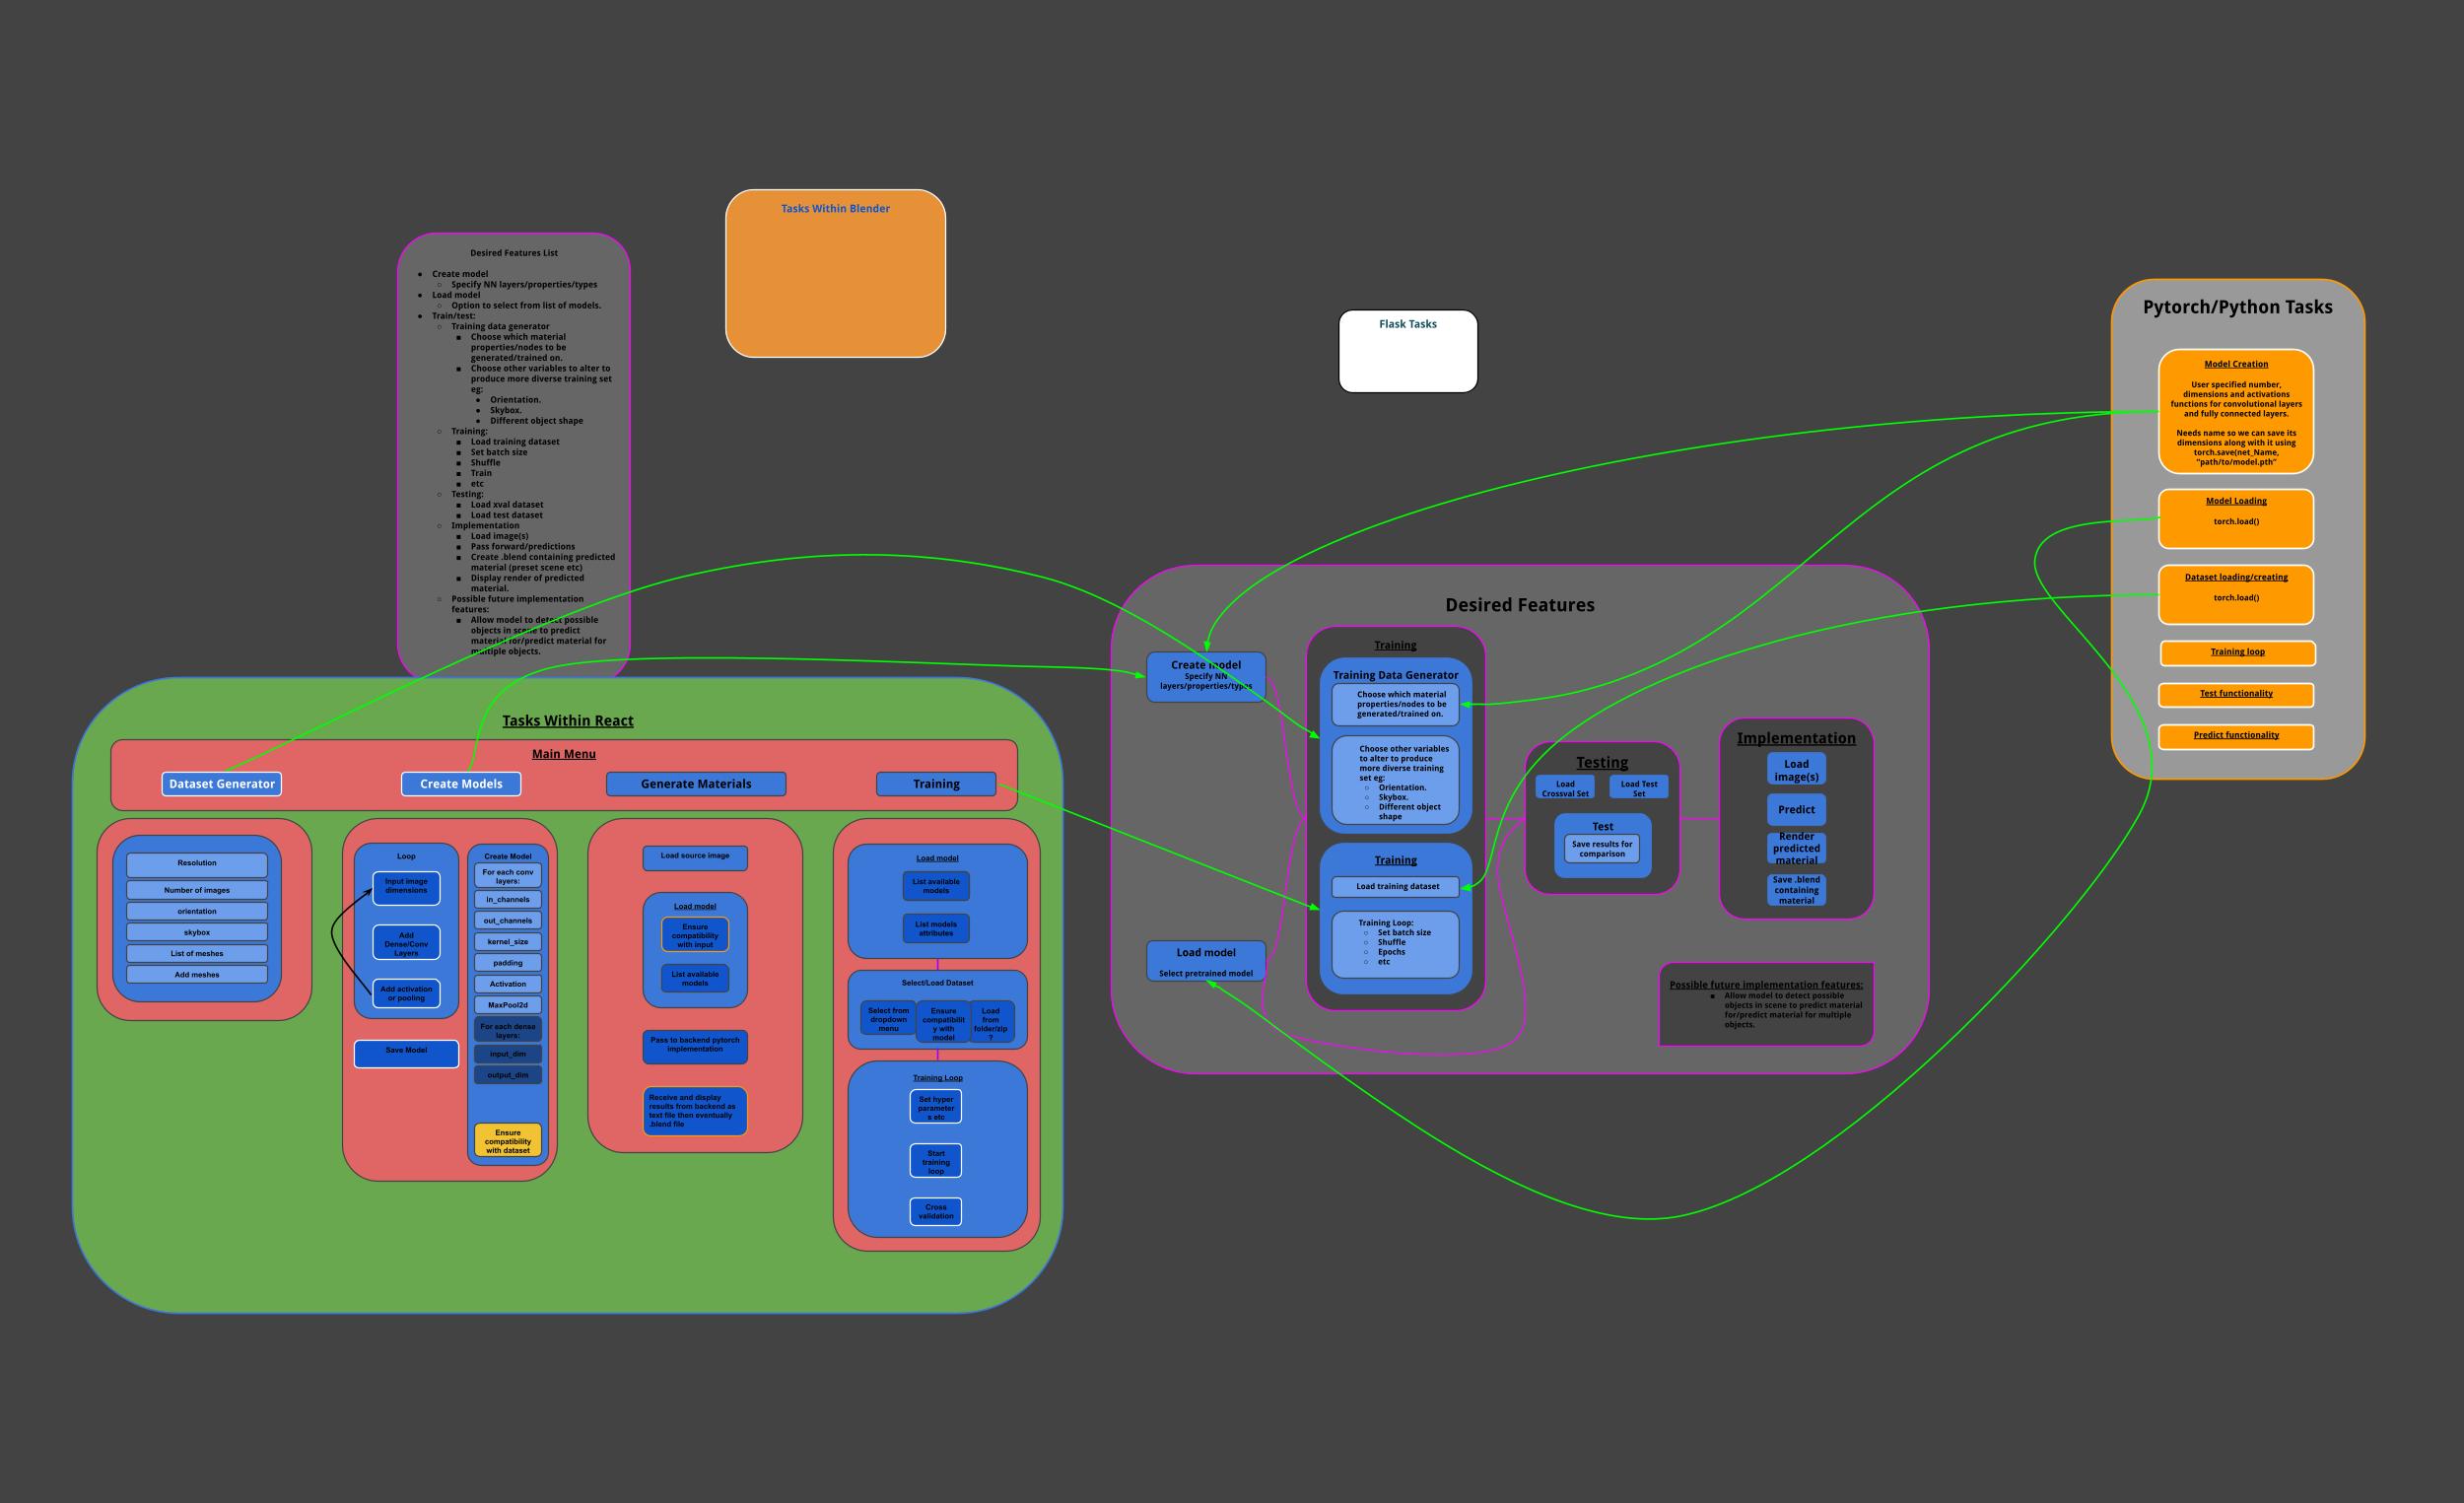 Tasks Within Blender
Desired Features List
● Create model
○ Specify NN layers/properties/types
● Load model
○ Option to select from list of models.
● Train/test:
○ Training data generator
■ Choose which material
properties/nodes to be
generated/trained on.
■ Choose other variables to alter to
produce more diverse training set
eg:
● Orientation.
● Skybox.
● Different object shape
○ Training:
■ Load training dataset
■ Set batch size
■ Shuffle
■ Train
■ etc
○ Testing:
■ Load xval dataset
■ Load test dataset
○ Implementation
■ Load image(s)
■ Pass forward/predictions
■ Create .blend containing predicted
material (preset scene etc)
■ Display render of predicted
material.
○ Possible future implementation
features:
■ Allow model to detect possible
objects in scene to predict
material for/predict material for
multiple objects.
Flask Tasks
Pytorch/Python Tasks
Model Creation
User specified number,
dimensions and activations
functions for convolutional layers
and fully connected layers.
Needs name so we can save its
dimensions along with it using
torch.save(net_Name,
"path/to/model.pth"
Model Loading
torch.load()
Dataset loading/creating
torch.load()
Training loop
Test functionality
Predict functionality
Desired Features
Create model
Specify NN
layers/properties/types
Load model
Select pretrained model
Training
Training Data Generator
Choose which material
properties/nodes to be
generated/trained on.
Choose other variables
to alter to produce
more diverse training
set eg:
○ Orientation.
○ Skybox.
○ Different object
shape
Training
Load training dataset
Training Loop:
○ Set batch size
○ Shuffle
○ Epochs
○ etc
Testing
Load
Crossval Set
Load Test
Set
Test
Save results for
comparison
Implementation
Load
image(s)
Predict
Render
predicted
material
Save .blend
containing
material
Possible future implementation features:
■ Allow model to detect possible
objects in scene to predict material
for/predict material for multiple
objects.
Tasks Within React
Main Menu
Dataset Generator
Create Models
Generate Materials
Training
Resolution
Number of images
orientation
skybox
List of meshes
Add meshes
Loop
Input image
dimensions
Add
Dense/Conv
Layers
Add activation
or pooling
Save Model
Create Model
For each conv
layers:
In_channels
out_channels
kernel_size
padding
Activation
MaxPool2d
For each dense
layers:
input_dim
output_dim
Ensure
compatibility
with dataset
Load source image
Load model
Ensure
compatibility
with input
List available
models
Pass to backend pytorch
implementation
Receive and display
results from backend as
text file then eventually
.blend file
Load model
List available
models
List models
attributes
Select/Load Dataset
Select from
dropdown
menu
Ensure
compatibilit
y with
model
Load
from
folder/zip
?
Training Loop
Set hyper
parameter
s etc
Start
training
loop
Cross
validation